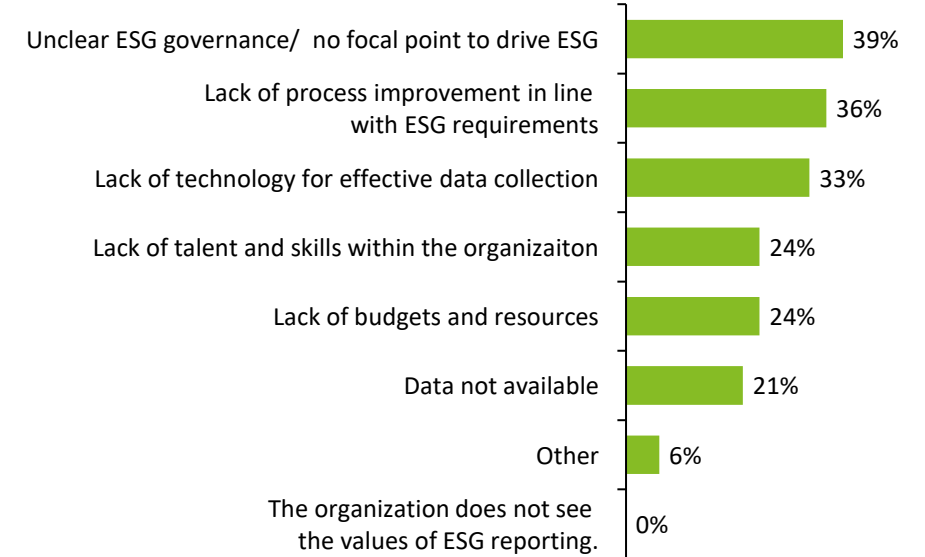 Unclear ESG governance/  no focal point to drive ESG 39%
Lack of process improvement in line
with ESG requirements 36%
Lack of technology for effective data collection 33%
Lack of talent and skills within the organizaiton 24%
Lack of budgets and resources 24%
Data not available 21%
Other 6%
The organization does not see
the values of ESG reporting. 0%